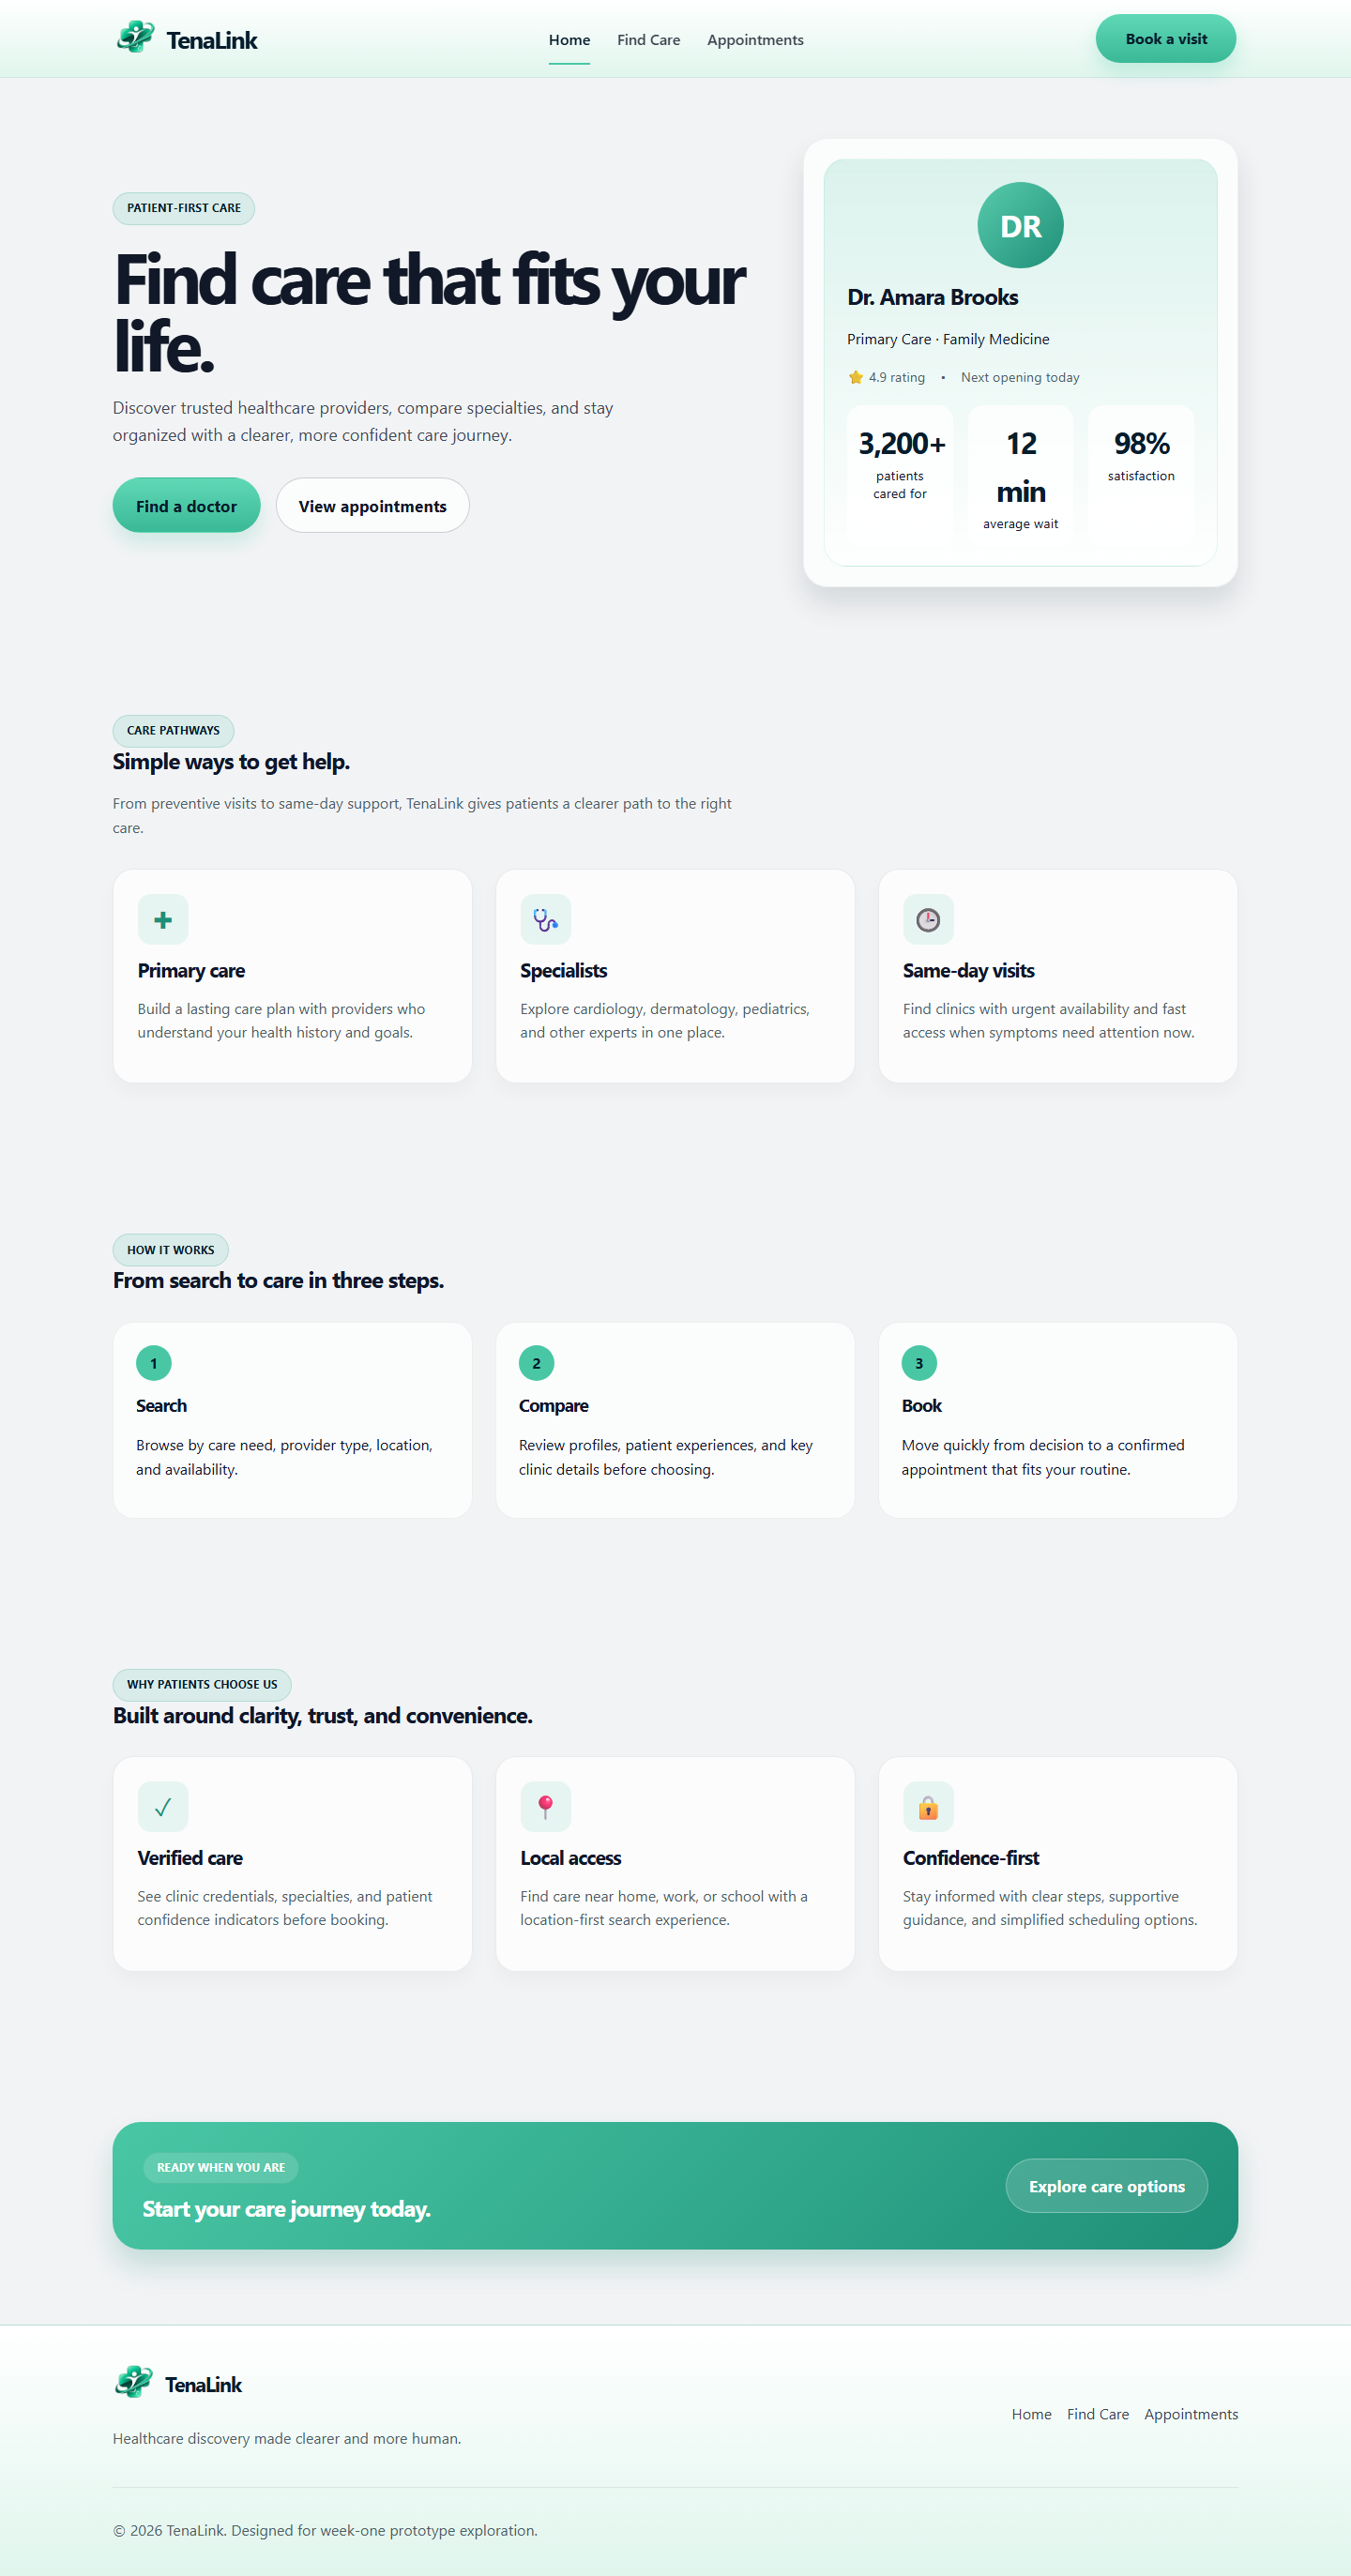 TenaLink
Home
Find Care
Appointments
Book a visit
PATIENT-FIRST CARE
Find care that fits your
life.
Discover trusted healthcare providers, compare specialties, and stay
organized with a clearer, more confident care journey.
Find a doctor
View appointments
DR
Dr. Amara Brooks
Primary Care · Family Medicine
⭐ 4.9 rating • Next opening today
3,200+
patients
cared for
12
min
average wait
98%
satisfaction
CARE PATHWAYS
Simple ways to get help.
From preventive visits to same-day support, TenaLink gives patients a clearer path to the right
care.
Primary care
Build a lasting care plan with providers who
understand your health history and goals.
Specialists
Explore cardiology, dermatology, pediatrics,
and other experts in one place.
Same-day visits
Find clinics with urgent availability and fast
access when symptoms need attention now.
HOW IT WORKS
From search to care in three steps.
1
Search
Browse by care need, provider type, location,
and availability.
2
Compare
Review profiles, patient experiences, and key
clinic details before choosing.
3
Book
Move quickly from decision to a confirmed
appointment that fits your routine.
WHY PATIENTS CHOOSE US
Built around clarity, trust, and convenience.
Verified care
See clinic credentials, specialties, and patient
confidence indicators before booking.
Local access
Find care near home, work, or school with a
location-first search experience.
Confidence-first
Stay informed with clear steps, supportive
guidance, and simplified scheduling options.
READY WHEN YOU ARE
Start your care journey today.
Explore care options
TenaLink
Healthcare discovery made clearer and more human.
Home
Find Care
Appointments
© 2026 TenaLink. Designed for week-one prototype exploration.